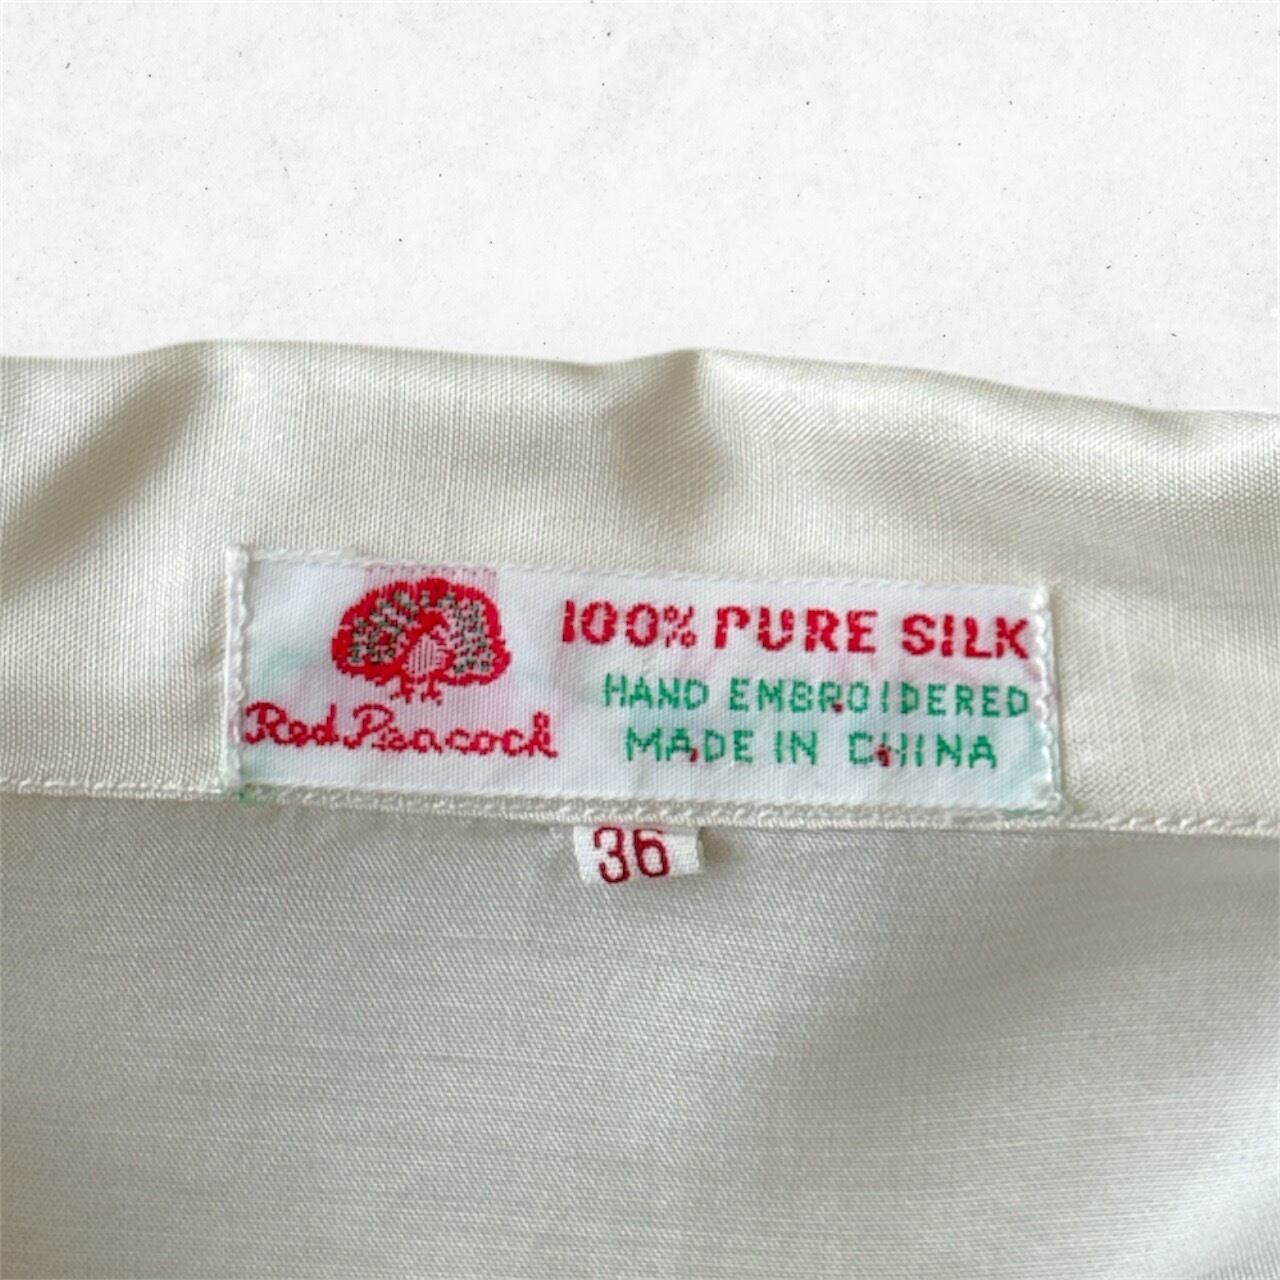 100% PURE SILK
HAND EMBROIDERED
MADE IN CHINA
Red Peacock
36